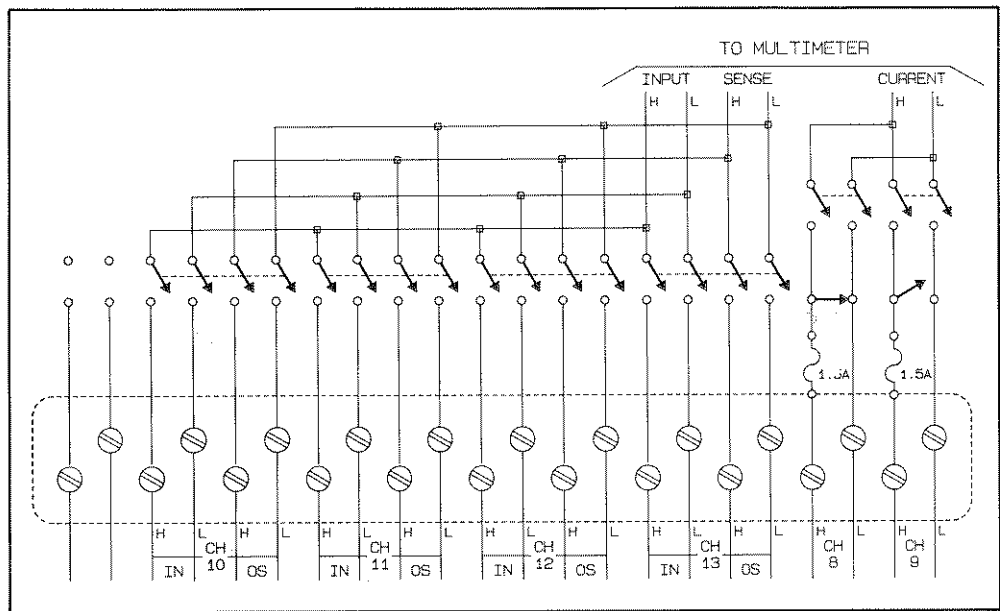 TO MULTIMETER
INPUT SENSE CURRENT
H L H L H L
1.5A 1.5A
H L H L H L H L H L H L H L H L H L H L
CH 10 CH 11 CH 12 CH 13 CH 8 CH 9
IN OS IN OS IN OS IN OS